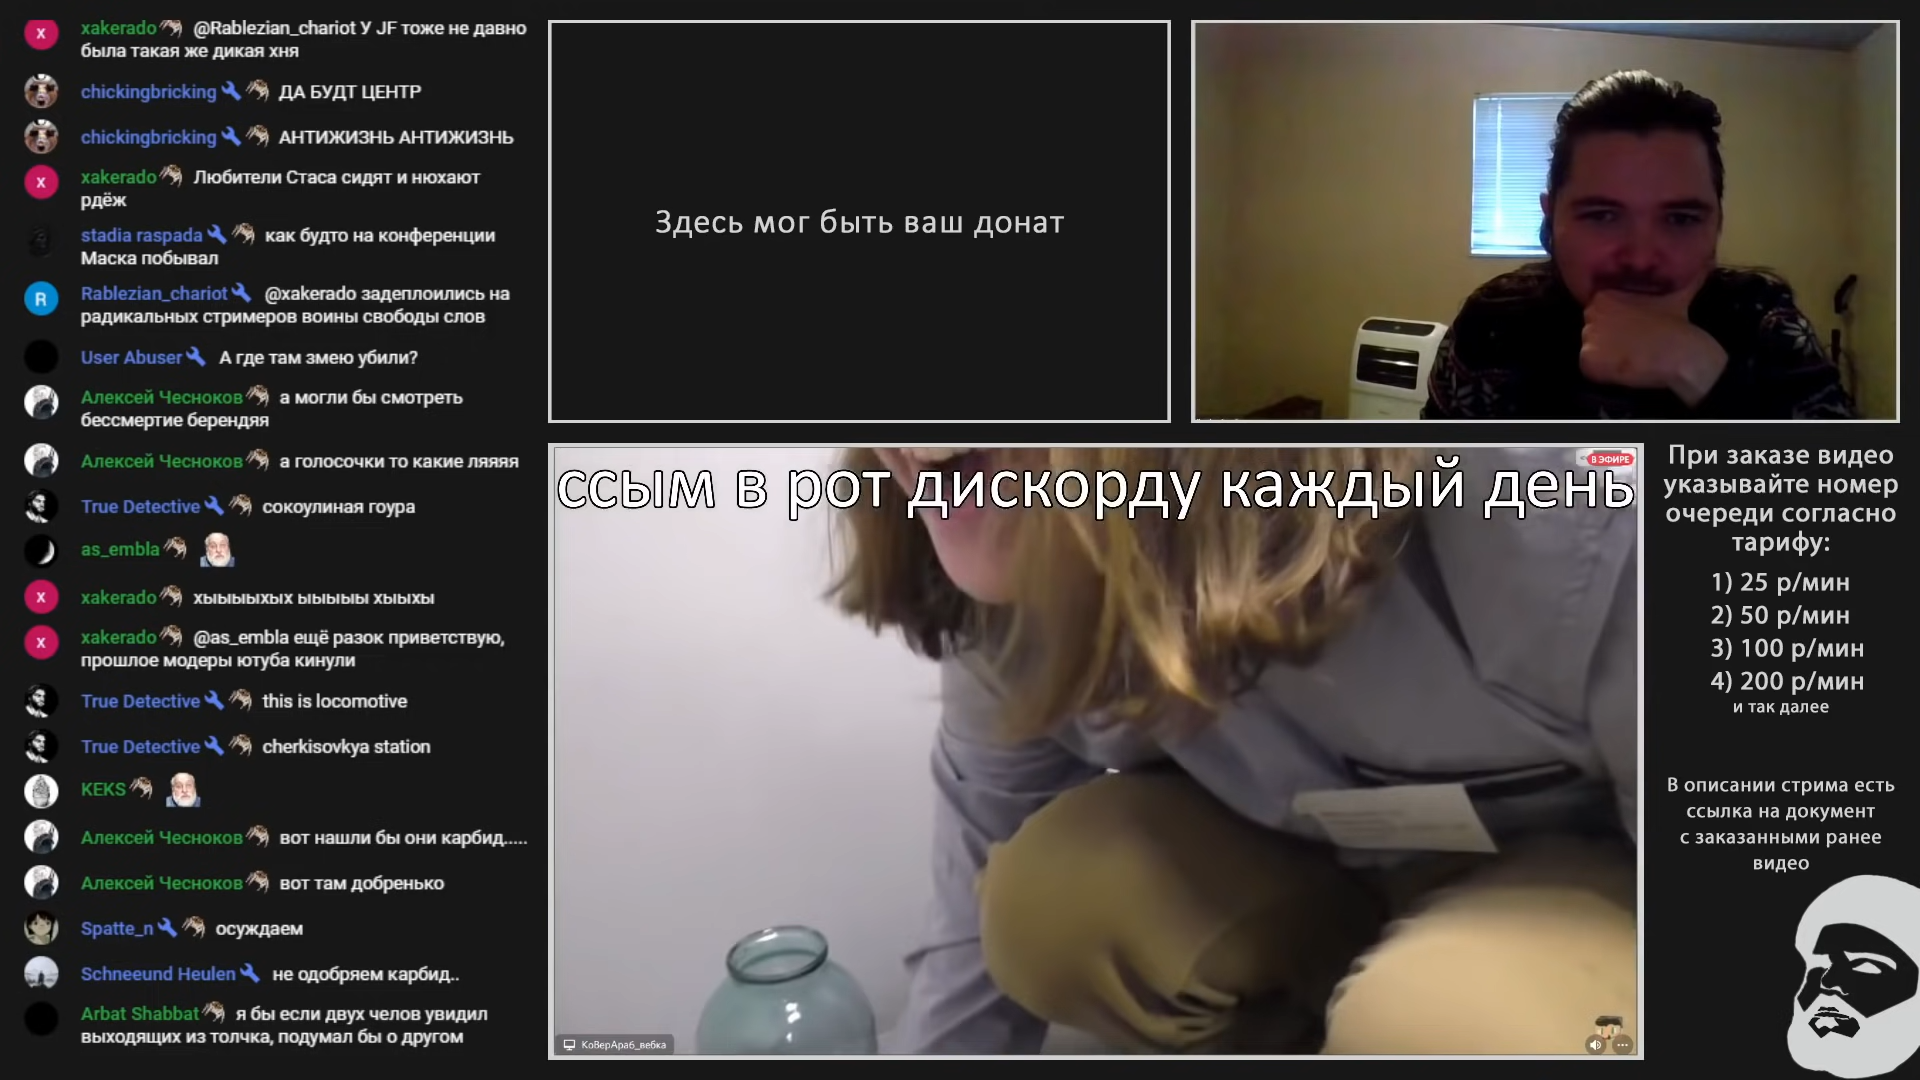 xakerado @Rablezian_chariot У JF тоже не давно
была такая же дикая хня
chickingbricking ДА БУДТ ЦЕНТР
chickingbricking АНТИЖИЗНЬ АНТИЖИЗНЬ
xakerado Любители Стаса сидят и нюхают
рдёж
stadia raspada как будто на конференции
Маска побывал
Rablezian_chariot @xakerado задеплоились на
радикальных стримеров воины свободы слов
User Abuser А где там змею убили?
Алексей Чесноков а могли бы смотреть
бессмертие берендяя
Алексей Чесноков а голосочки то какие ляяяя
True Detective сокоулиная гоура
as_embla
xakerado хыыыыхых ыыыыы хыыхы
xakerado @as_embla ещё разок приветствую,
прошлое модеры ютуба кинули
True Detective this is locomotive
True Detective cherkisovkya station
KEKS
Алексей Чесноков вот нашли бы они карбид.....
Алексей Чесноков вот там добренько
Spatte_n осуждаем
Schneeund Heulen не одобряем карбид..
Arbat Shabbat я бы если двух челов увидил
выходящих из толчка, подумал бы о другом
Здесь мог быть ваш донат
В ЭФИРЕ
ссым в рот дискорду каждый день
КоВерАраб_вебка
При заказе видео
указывайте номер
очереди согласно
тарифу:
1) 25 р/мин
2) 50 р/мин
3) 100 р/мин
4) 200 р/мин
и так далее
В описании стрима есть
ссылка на документ
с заказанными ранее
видео